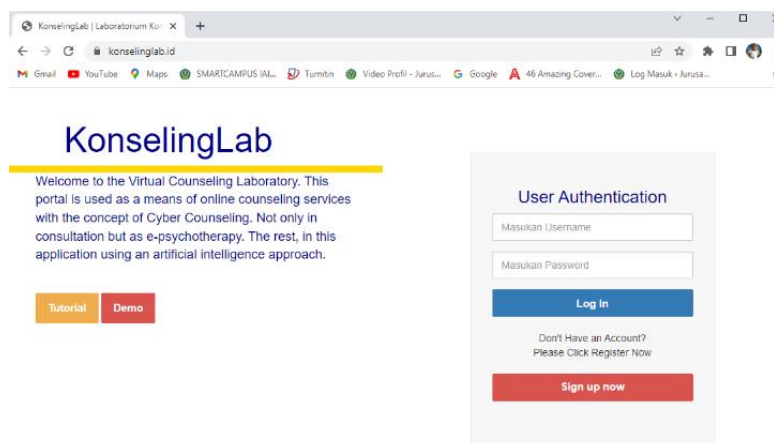 KonselingLab | Laboratorium Kon
konselinglab.id
Gmail YouTube Maps SMARTCAMPUS IAI... Turnitin Video Profil - Jurus... Google 46 Amazing Cover... Log Masuk ‹ Jurusa...
KonselingLab
Welcome to the Virtual Counseling Laboratory. This
portal is used as a means of online counseling services
with the concept of Cyber Counseling. Not only in
consultation but as e-psychotherapy. The rest, in this
application using an artificial intelligence approach.
Tutorial Demo
User Authentication
Masukan Username
Masukan Password
Log In
Don't Have an Account?
Please Click Register Now
Sign up now